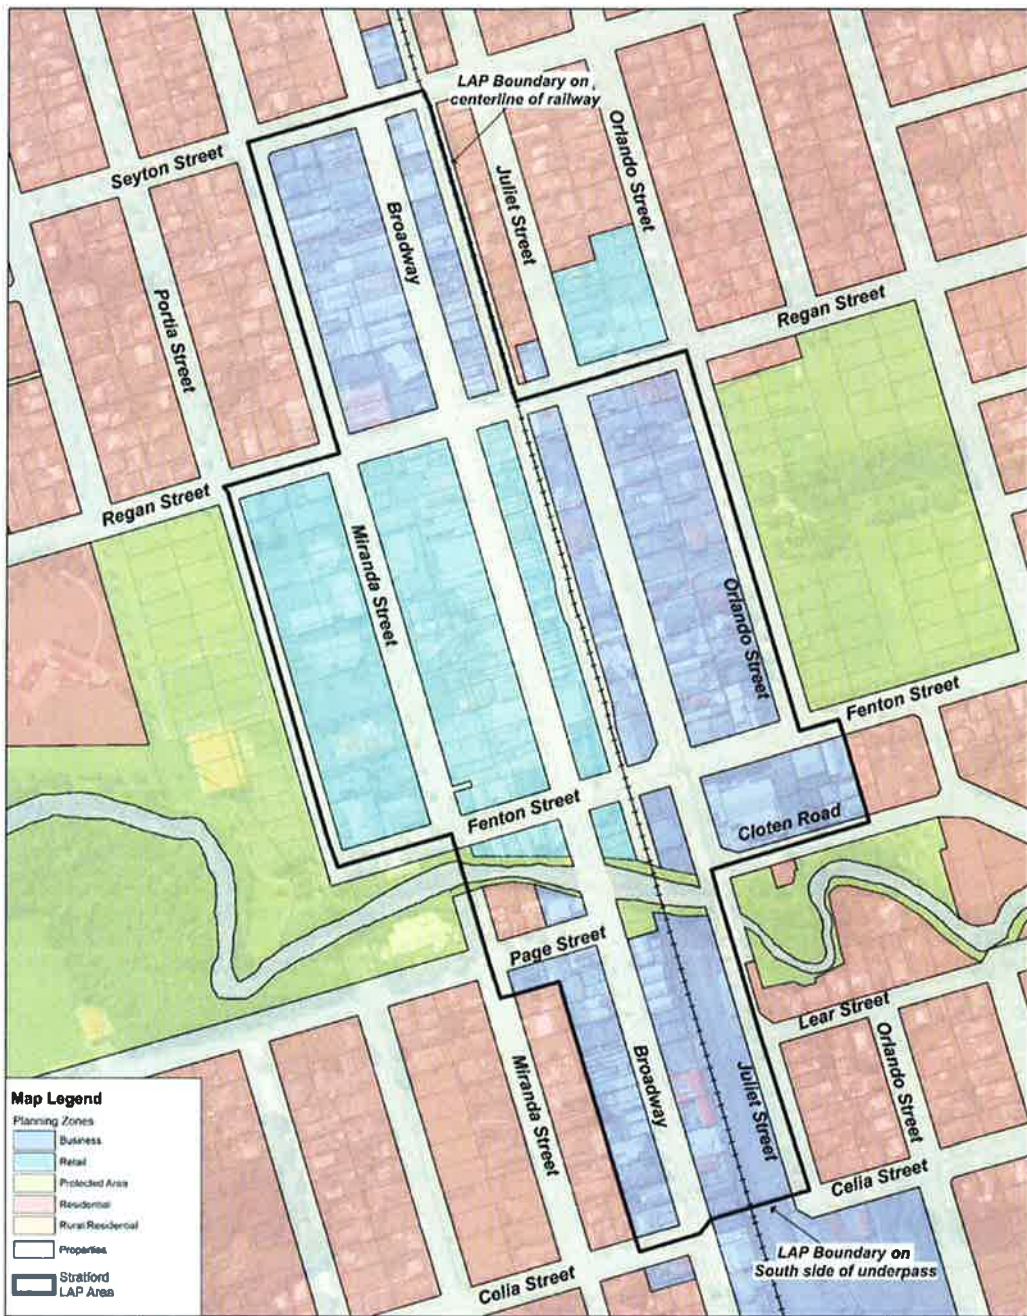 LAP Boundary on
centerline of railway
Seyton Street
Broadway
Juliet Street
Orlando Street
Portia Street
Regan Street
Regan Street
Miranda Street
Orlando Street
Fenton Street
Fenton Street
Cloten Road
Page Street
Lear Street
Miranda Street
Broadway
Juliet Street
Orlando Street
Celia Street
LAP Boundary on
South side of underpass
Celia Street
Map Legend
Planning Zones
Business
Retail
Protected Area
Residential
Rural Residential
Properties
Stratford
LAP Area